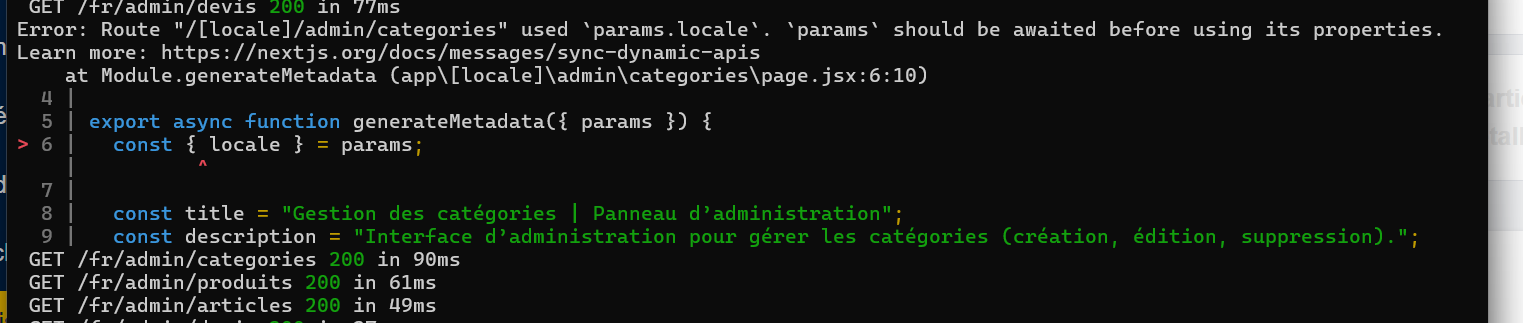 GET /fr/admin/devis 200 in 77ms
Error: Route "/[locale]/admin/categories" used `params.locale`. `params` should be awaited before using its properties.
Learn more: https://nextjs.org/docs/messages/sync-dynamic-apis
at Module.generateMetadata (app\[locale]\admin\categories\page.jsx:6:10)
4 |
5 | export async function generateMetadata({ params }) {
> 6 |   const { locale } = params;
|          ^
7 |
8 |   const title = "Gestion des catégories | Panneau d’administration";
9 |   const description = "Interface d’administration pour gérer les catégories (création, édition, suppression).";
GET /fr/admin/categories 200 in 90ms
GET /fr/admin/produits 200 in 61ms
GET /fr/admin/articles 200 in 49ms